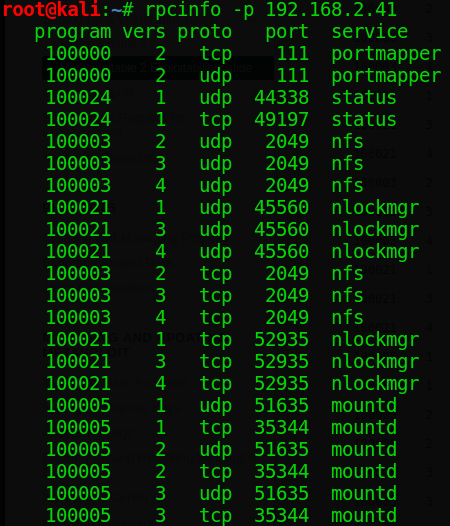 root@kali:~# rpcinfo -p 192.168.2.41
program vers proto port service
100000 2 tcp 111 portmapper
100000 2 udp 111 portmapper
100024 1 udp 44338 status
100024 1 tcp 49197 status
100003 2 udp 2049 nfs
100003 3 udp 2049 nfs
100003 4 udp 2049 nfs
100021 1 udp 45560 nlockmgr
100021 3 udp 45560 nlockmgr
100021 4 udp 45560 nlockmgr
100003 2 tcp 2049 nfs
100003 3 tcp 2049 nfs
100003 4 tcp 2049 nfs
100021 1 tcp 52935 nlockmgr
100021 3 tcp 52935 nlockmgr
100021 4 tcp 52935 nlockmgr
100005 1 udp 51635 mountd
100005 1 tcp 35344 mountd
100005 2 udp 51635 mountd
100005 2 tcp 35344 mountd
100005 3 udp 51635 mountd
100005 3 tcp 35344 mountd